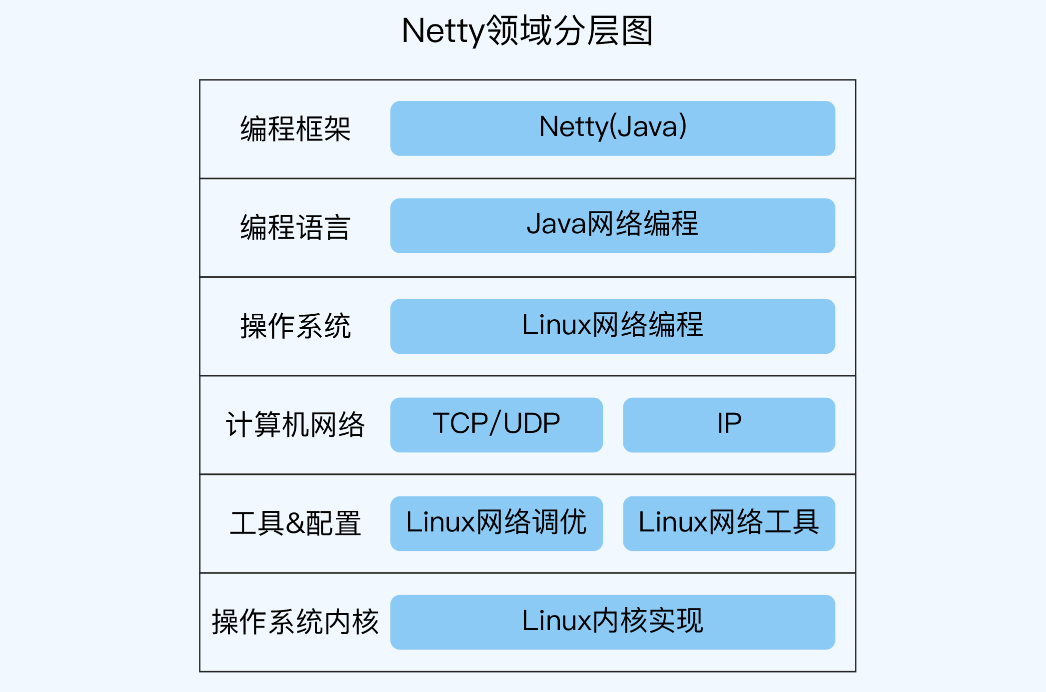 Netty领域分层图
编程框架
Netty(Java)
编程语言
Java网络编程
操作系统
Linux网络编程
计算机网络
TCP/UDP
IP
工具&配置
Linux网络调优
Linux网络工具
操作系统内核
Linux内核实现